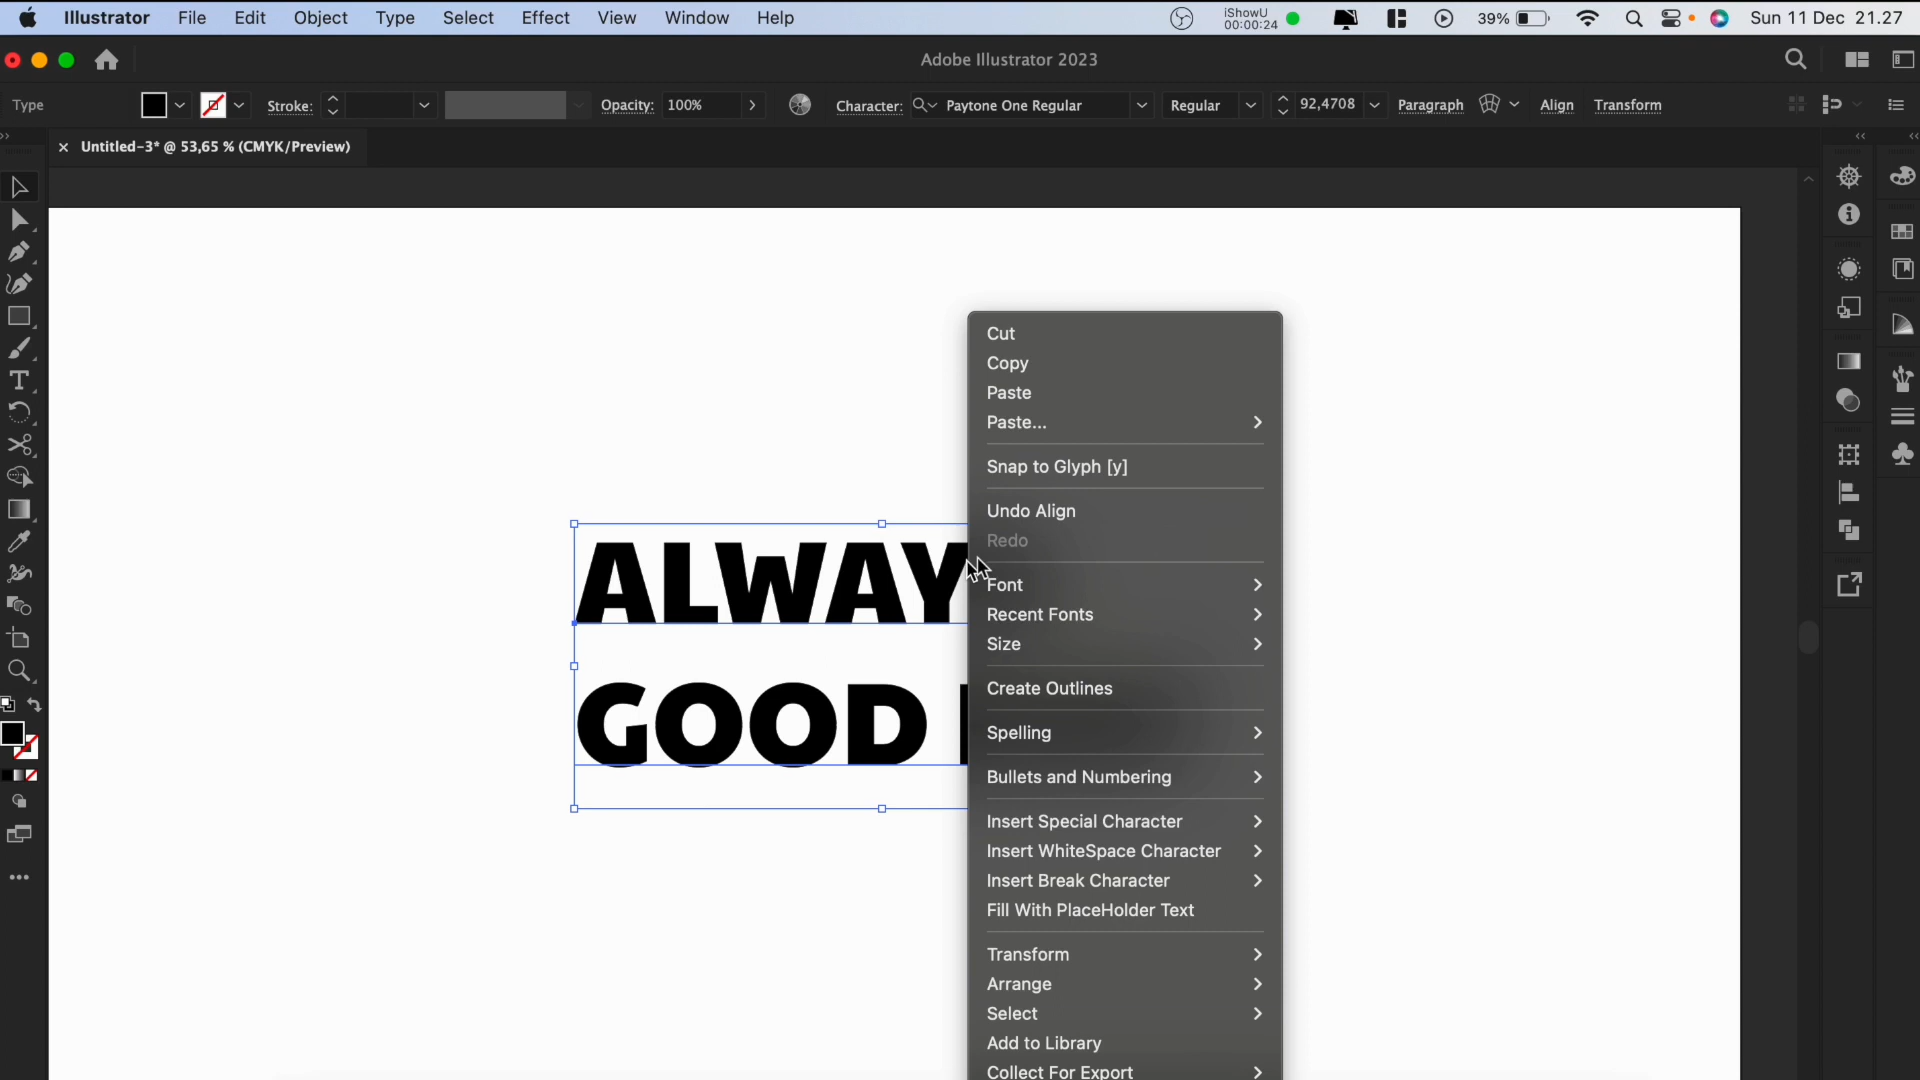 Illustrator File Edit Object Type Select Effect View Window Help iShowU 00:00:24 39% Sun 11 Dec 21.27
Adobe Illustrator 2023
Type Stroke: Opacity: 100% Character: Paytone One Regular Regular 92,4708 Paragraph Align Transform
Untitled-3* @ 53,65 % (CMYK/Preview)
Cut
Copy
Paste
Paste...
Snap to Glyph [y]
Undo Align
Redo
Font
Recent Fonts
Size
Create Outlines
Spelling
Bullets and Numbering
Insert Special Character
Insert WhiteSpace Character
Insert Break Character
Fill With PlaceHolder Text
Transform
Arrange
Select
Add to Library
Collect For Export
ALWAY
GOOD